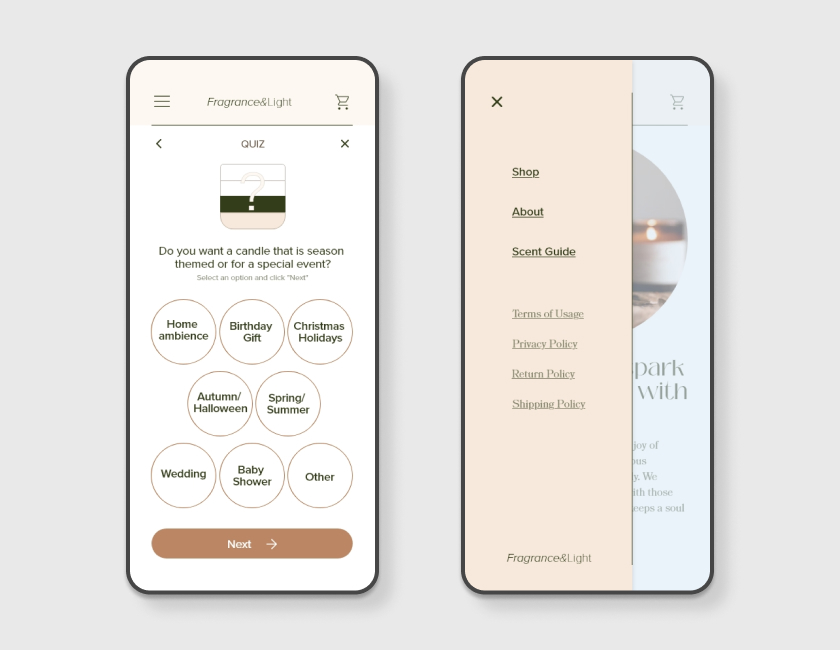 Fragrance&Light
QUIZ
?
Do you want a candle that is season
themed or for a special event?
Select an option and click "Next"
Home
ambience
Birthday
Gift
Christmas
Holidays
Autumn/
Halloween
Spring/
Summer
Wedding
Baby
Shower
Other
Next
Shop
About
Scent Guide
Terms of Usage
Privacy Policy
Return Policy
Shipping Policy
Fragrance&Light
park
with
joy of
y. We
ith those
eeps a soul